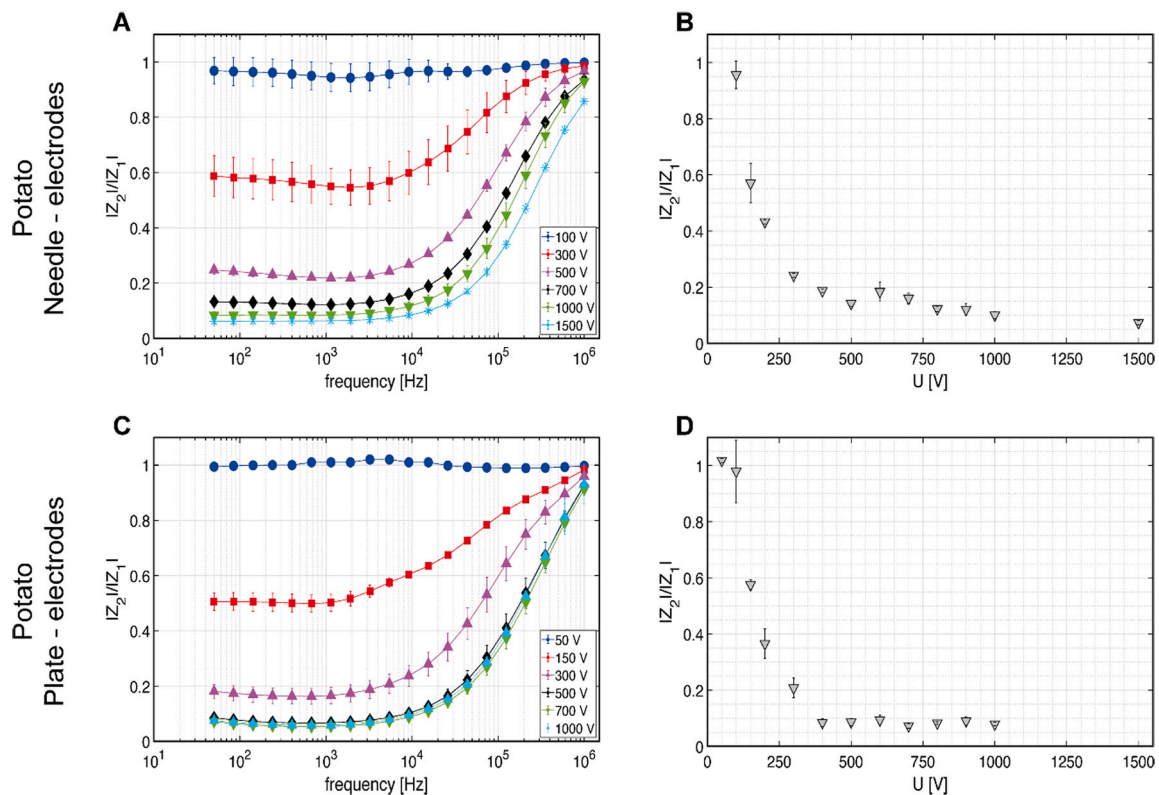 A
Potato
Needle - electrodes
|Z2|/|Z1|
1
0.8
0.6
0.4
0.2
0
100 V
300 V
500 V
700 V
1000 V
1500 V
10^1
10^2
10^3
10^4
10^5
10^6
frequency [Hz]
B
|Z2|/|Z1|
1
0.8
0.6
0.4
0.2
0
0
250
500
750
1000
1250
1500
U [V]
C
Potato
Plate - electrodes
|Z2|/|Z1|
1
0.8
0.6
0.4
0.2
0
50 V
150 V
300 V
500 V
700 V
1000 V
10^1
10^2
10^3
10^4
10^5
10^6
frequency [Hz]
D
|Z2|/|Z1|
1
0.8
0.6
0.4
0.2
0
0
250
500
750
1000
1250
1500
U [V]